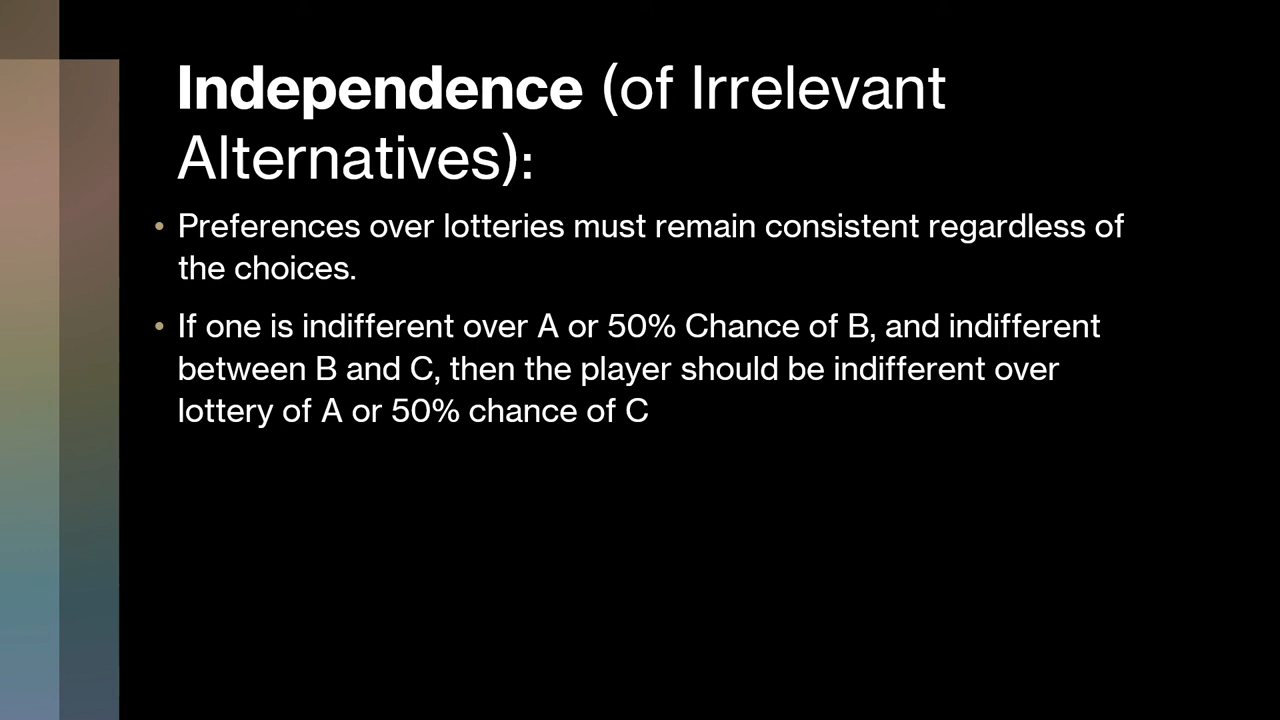 Independence (of Irrelevant
Alternatives):
• Preferences over lotteries must remain consistent regardless of
the choices.
• If one is indifferent over A or 50% Chance of B, and indifferent
between B and C, then the player should be indifferent over
lottery of A or 50% chance of C